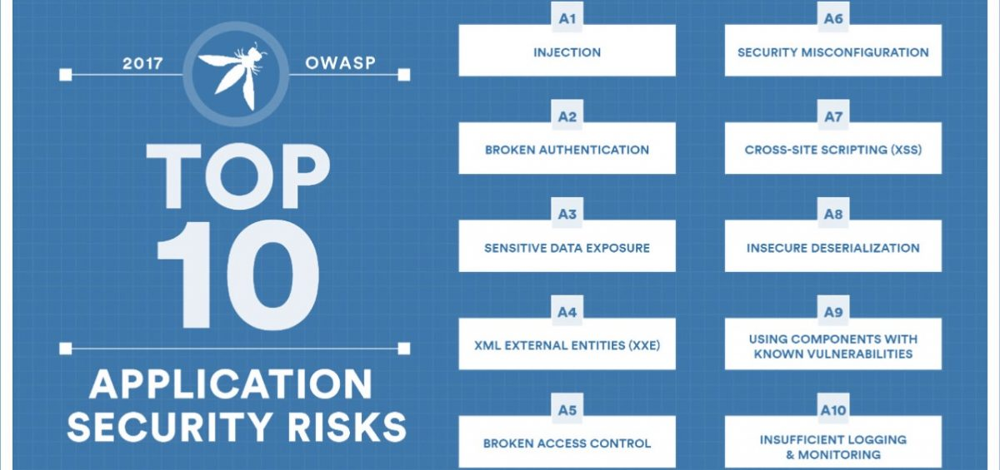 2017 OWASP
TOP
10
APPLICATION
SECURITY RISKS
A1
INJECTION
A2
BROKEN AUTHENTICATION
A3
SENSITIVE DATA EXPOSURE
A4
XML EXTERNAL ENTITIES (XXE)
A5
BROKEN ACCESS CONTROL
A6
SECURITY MISCONFIGURATION
A7
CROSS-SITE SCRIPTING (XSS)
A8
INSECURE DESERIALIZATION
A9
USING COMPONENTS WITH
KNOWN VULNERABILITIES
A10
INSUFFICIENT LOGGING
& MONITORING